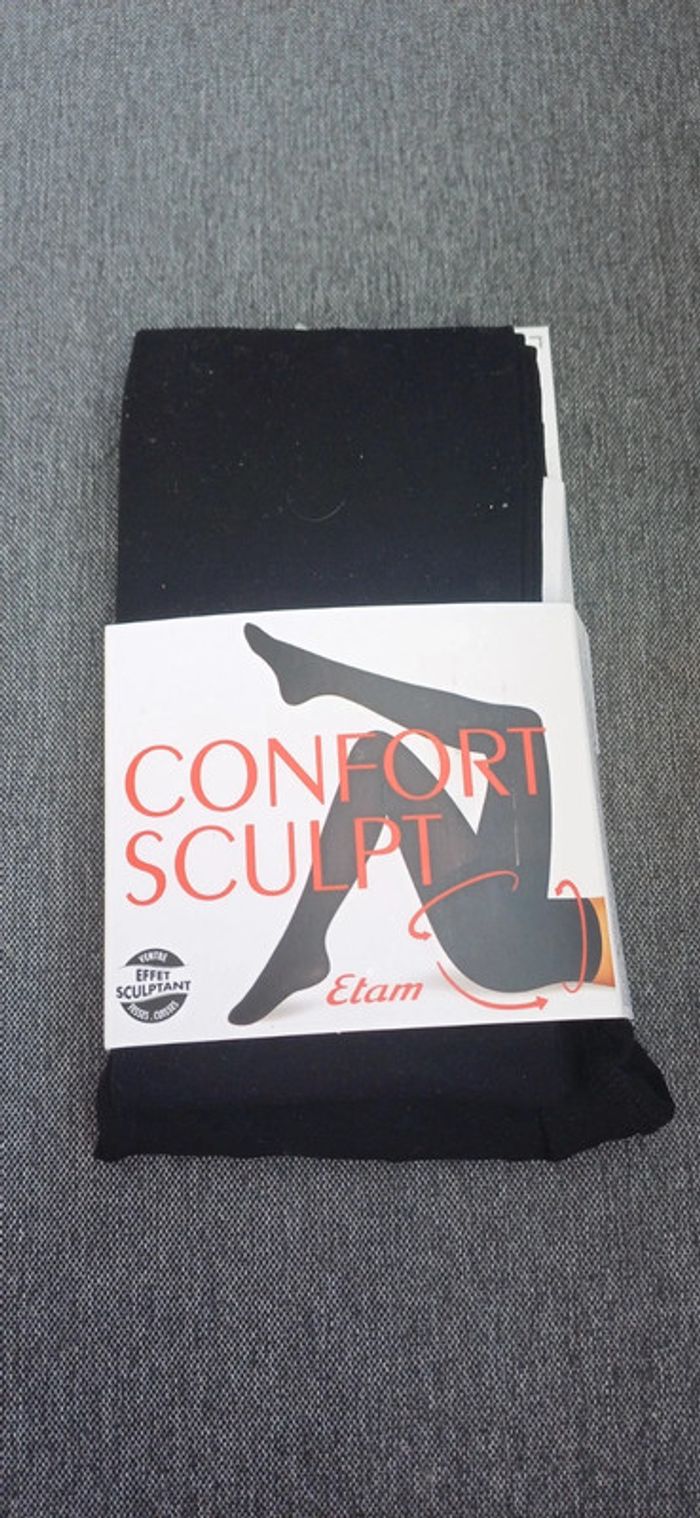 CONFORT
SCULPT
VENTRE
EFFET
SCULPTANT
FESSES . CUISSES
Etam